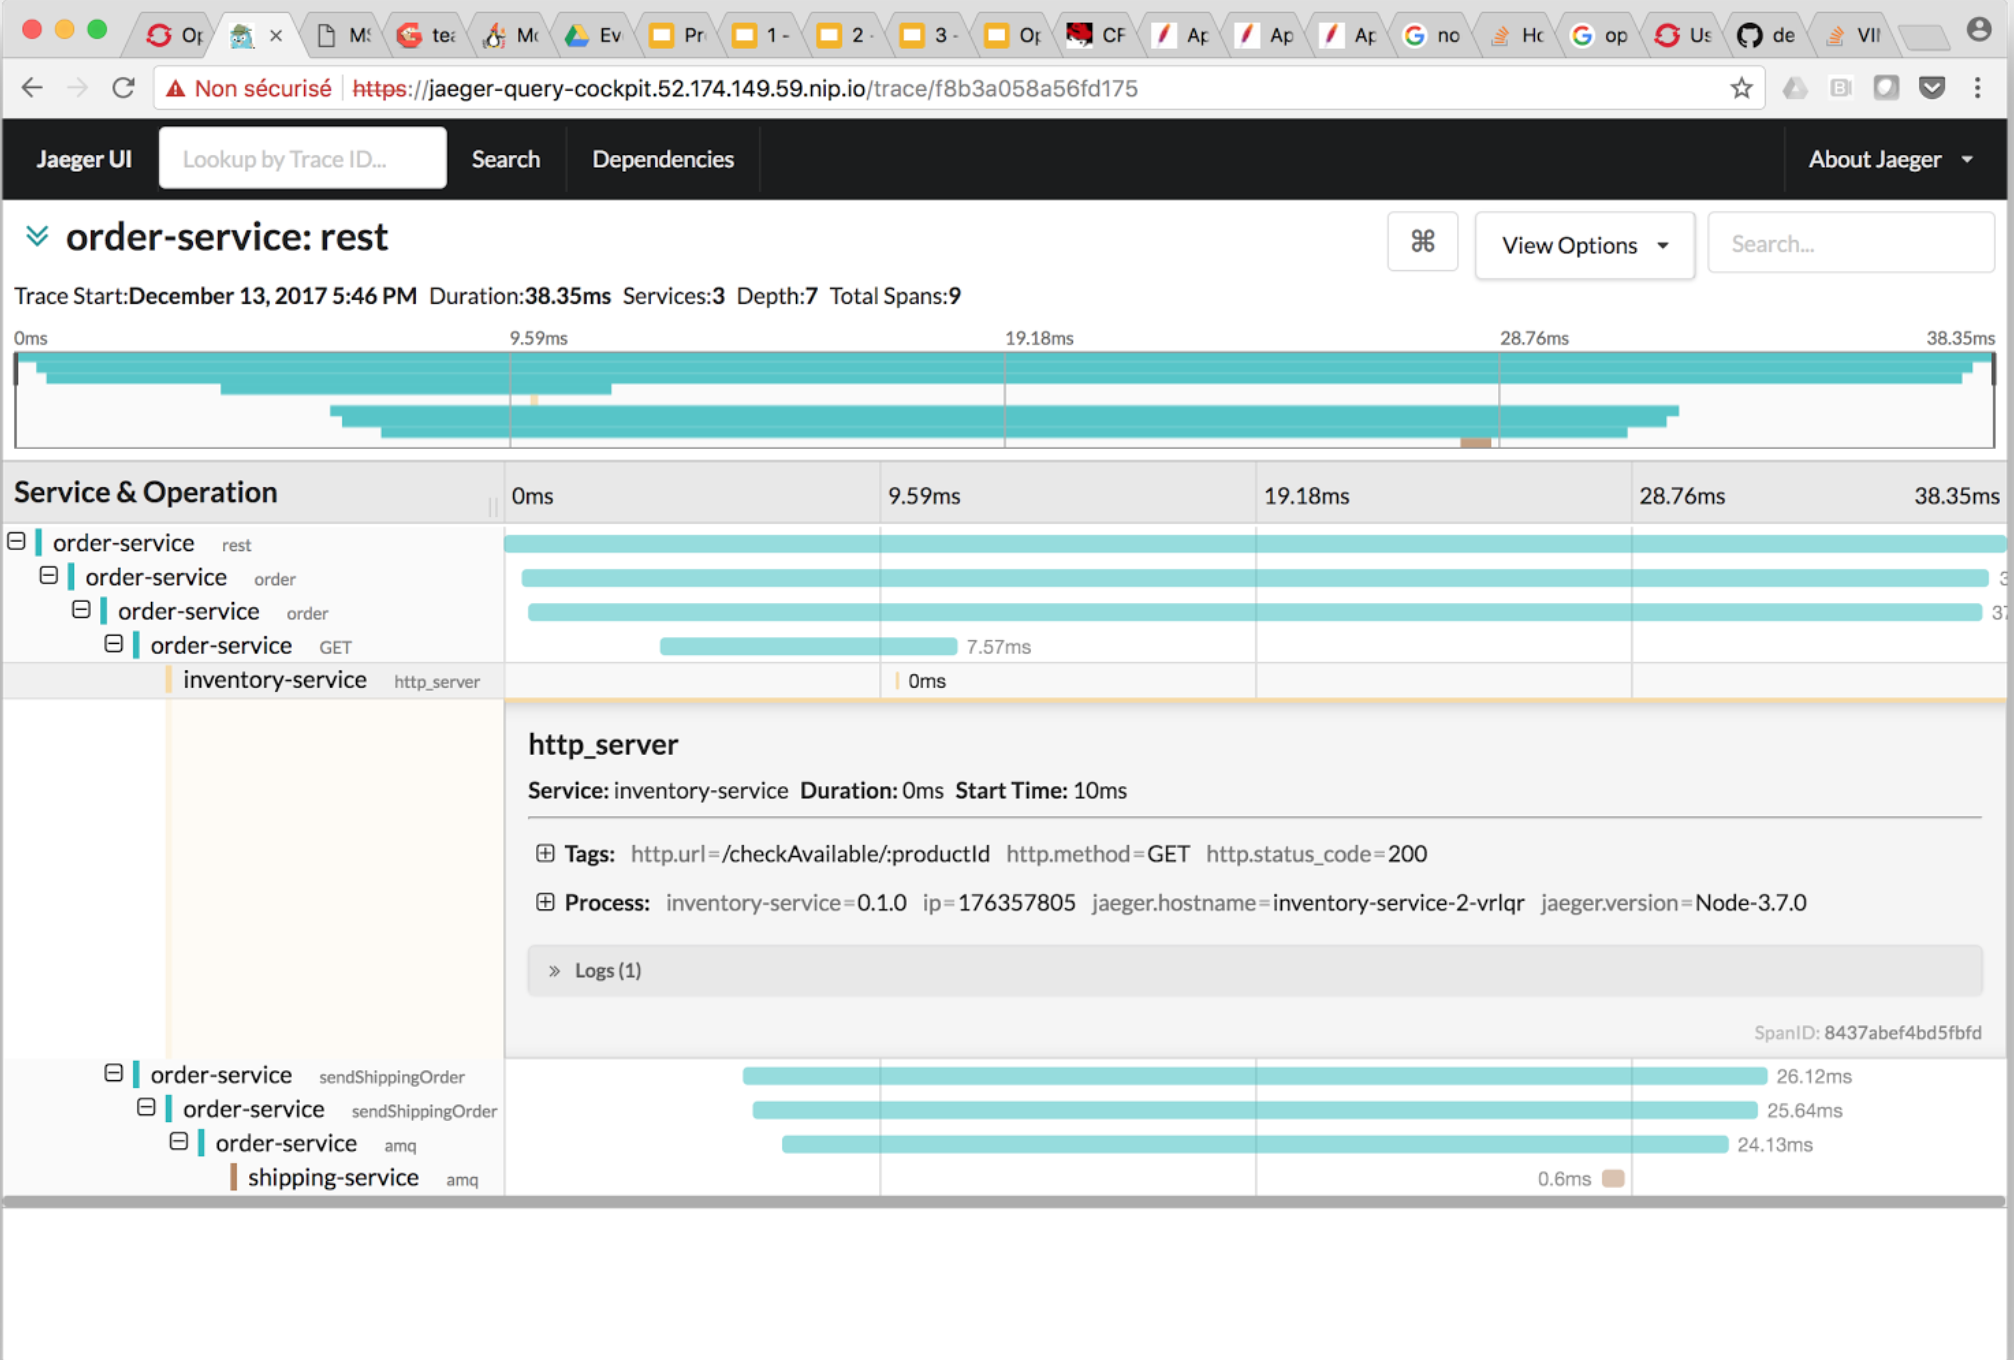 Op MS tea Mo Ev Pr 1 - 2 - 3 - Op CF Ap Ap Ap no Ho op Us de VII
Non sécurisé https://jaeger-query-cockpit.52.174.149.59.nip.io/trace/f8b3a058a56fd175
Jaeger UI Lookup by Trace ID... Search Dependencies About Jaeger
order-service: rest ⌘ View Options Search...
Trace Start:December 13, 2017 5:46 PM Duration:38.35ms Services:3 Depth:7 Total Spans:9
0ms 9.59ms 19.18ms 28.76ms 38.35ms
Service & Operation 0ms 9.59ms 19.18ms 28.76ms 38.35ms
order-service rest
order-service order 3
order-service order 37
order-service GET 7.57ms
inventory-service http_server 0ms
http_server
Service: inventory-service Duration: 0ms Start Time: 10ms
Tags: http.url=/checkAvailable/:productId http.method=GET http.status_code=200
Process: inventory-service=0.1.0 ip=176357805 jaeger.hostname=inventory-service-2-vrlqr jaeger.version=Node-3.7.0
Logs (1)
SpanID: 8437abef4bd5fbfd
order-service sendShippingOrder 26.12ms
order-service sendShippingOrder 25.64ms
order-service amq 24.13ms
shipping-service amq 0.6ms